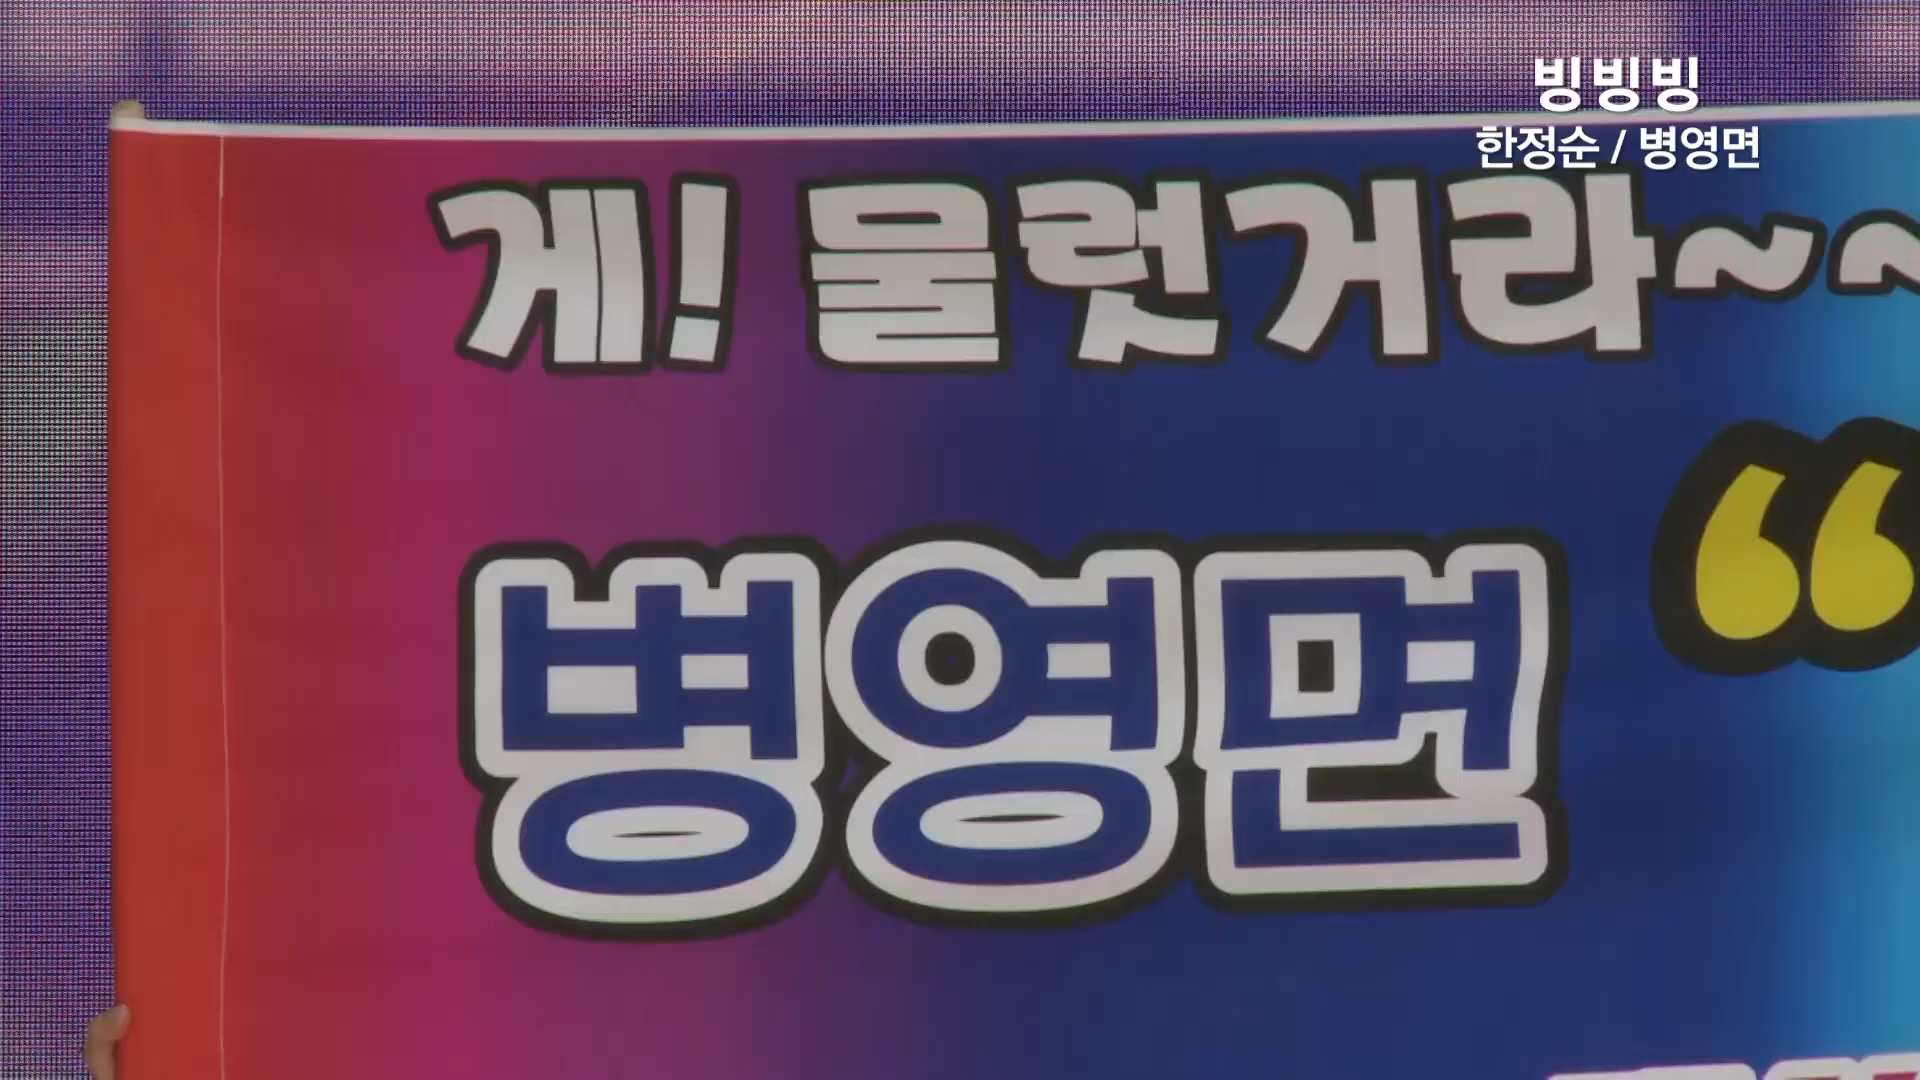 빙빙빙
한정순 / 병영면
게! 물렀거라~~
병영면 “